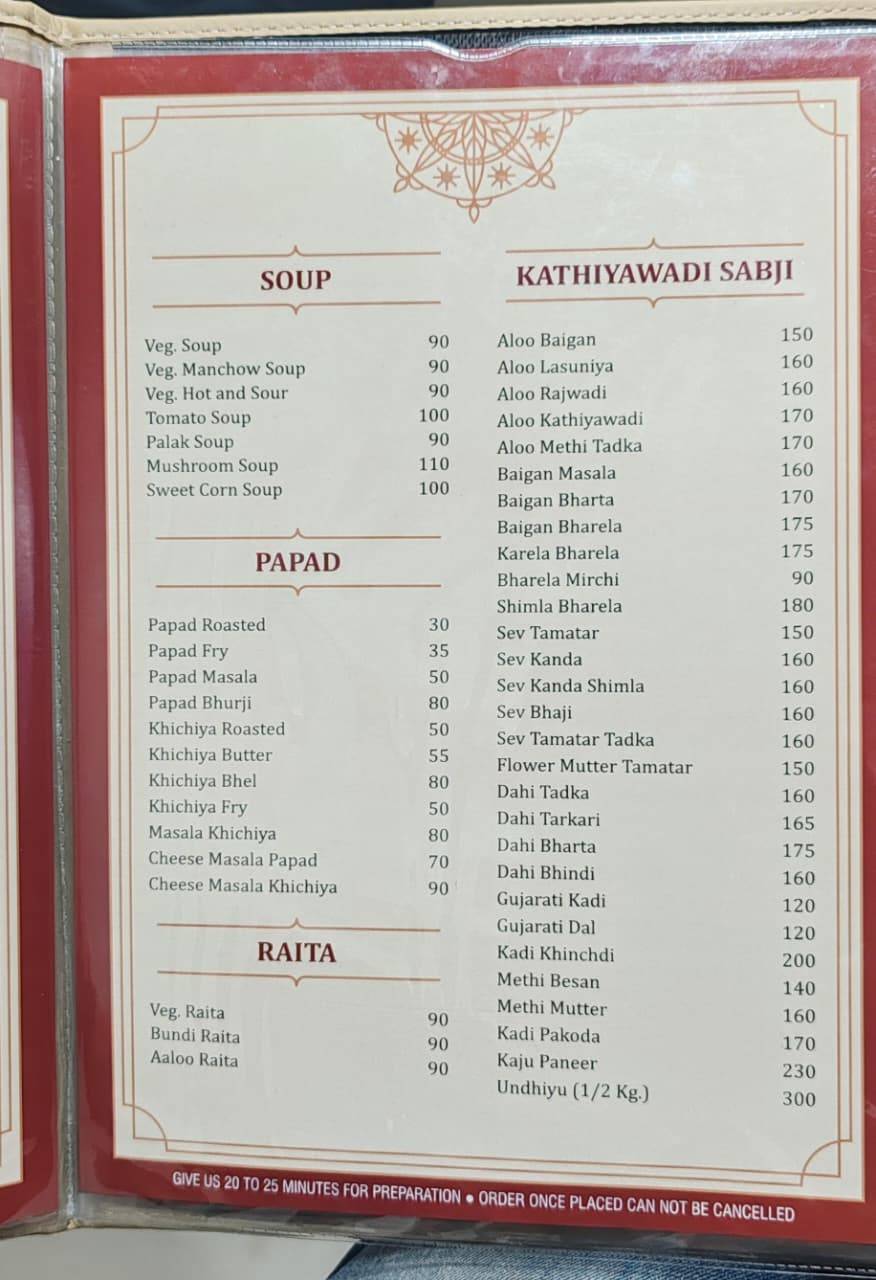 SOUP
Veg. Soup 90
Veg. Manchow Soup 90
Veg. Hot and Sour 90
Tomato Soup 100
Palak Soup 90
Mushroom Soup 110
Sweet Corn Soup 100
PAPAD
Papad Roasted 30
Papad Fry 35
Papad Masala 50
Papad Bhurji 80
Khichiya Roasted 50
Khichiya Butter 55
Khichiya Bhel 80
Khichiya Fry 50
Masala Khichiya 80
Cheese Masala Papad 70
Cheese Masala Khichiya 90
RAITA
Veg. Raita 90
Bundi Raita 90
Aaloo Raita 90
KATHIYAWADI SABJI
Aloo Baigan 150
Aloo Lasuniya 160
Aloo Rajwadi 160
Aloo Kathiyawadi 170
Aloo Methi Tadka 170
Baigan Masala 160
Baigan Bharta 170
Baigan Bharela 175
Karela Bharela 175
Bharela Mirchi 90
Shimla Bharela 180
Sev Tamatar 150
Sev Kanda 160
Sev Kanda Shimla 160
Sev Bhaji 160
Sev Tamatar Tadka 160
Flower Mutter Tamatar 150
Dahi Tadka 160
Dahi Tarkari 165
Dahi Bharta 175
Dahi Bhindi 160
Gujarati Kadi 120
Gujarati Dal 120
Kadi Khinchdi 200
Methi Besan 140
Methi Mutter 160
Kadi Pakoda 170
Kaju Paneer 230
Undhiyu (1/2 Kg.) 300
GIVE US 20 TO 25 MINUTES FOR PREPARATION ● ORDER ONCE PLACED CAN NOT BE CANCELLED